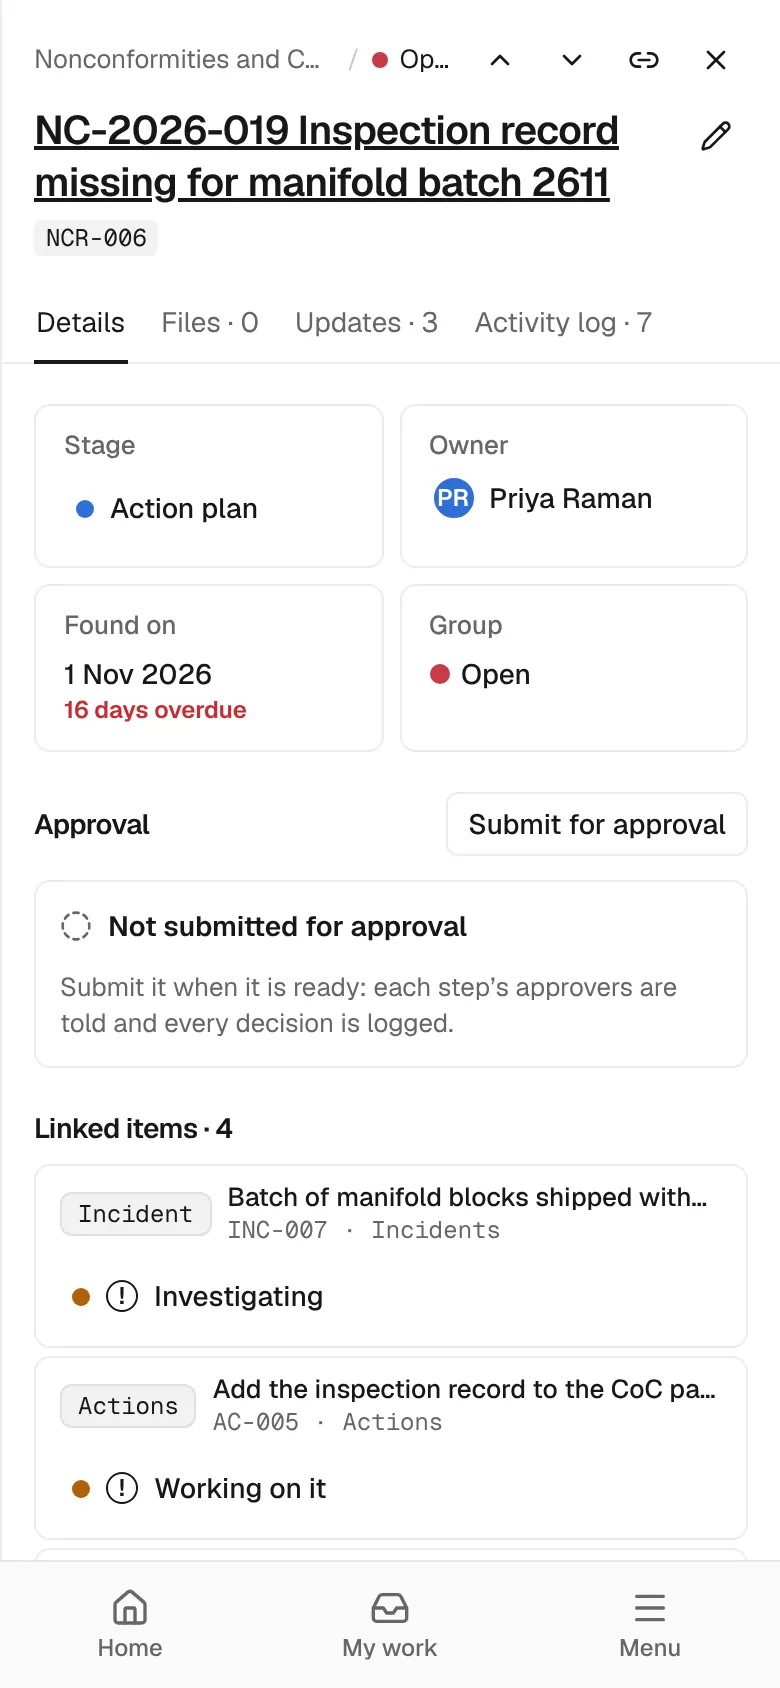 Nonconformities and C... / Op...
NC-2026-019 Inspection record
missing for manifold batch 2611
NCR-006
Details Files · 0 Updates · 3 Activity log · 7
Stage
Action plan
Owner
PR Priya Raman
Found on
1 Nov 2026
16 days overdue
Group
Open
Approval
Submit for approval
Not submitted for approval
Submit it when it is ready: each step’s approvers are
told and every decision is logged.
Linked items · 4
Incident
Batch of manifold blocks shipped with...
INC-007 · Incidents
Investigating
Actions
Add the inspection record to the CoC pa...
AC-005 · Actions
Working on it
Home My work Menu